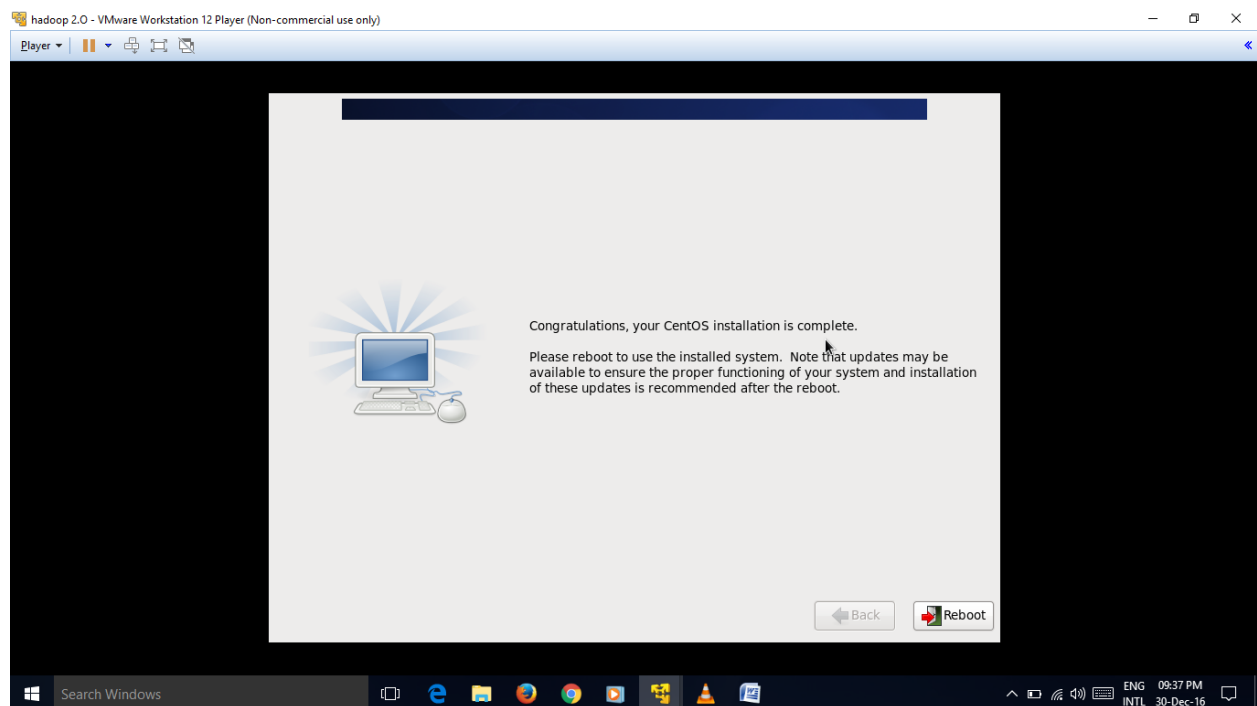 hadoop 2.O - VMware Workstation 12 Player (Non-commercial use only)
Player
Congratulations, your CentOS installation is complete.
Please reboot to use the installed system.  Note that updates may be
available to ensure the proper functioning of your system and installation
of these updates is recommended after the reboot.
Back
Reboot
Search Windows
ENG
INTL
09:37 PM
30-Dec-16